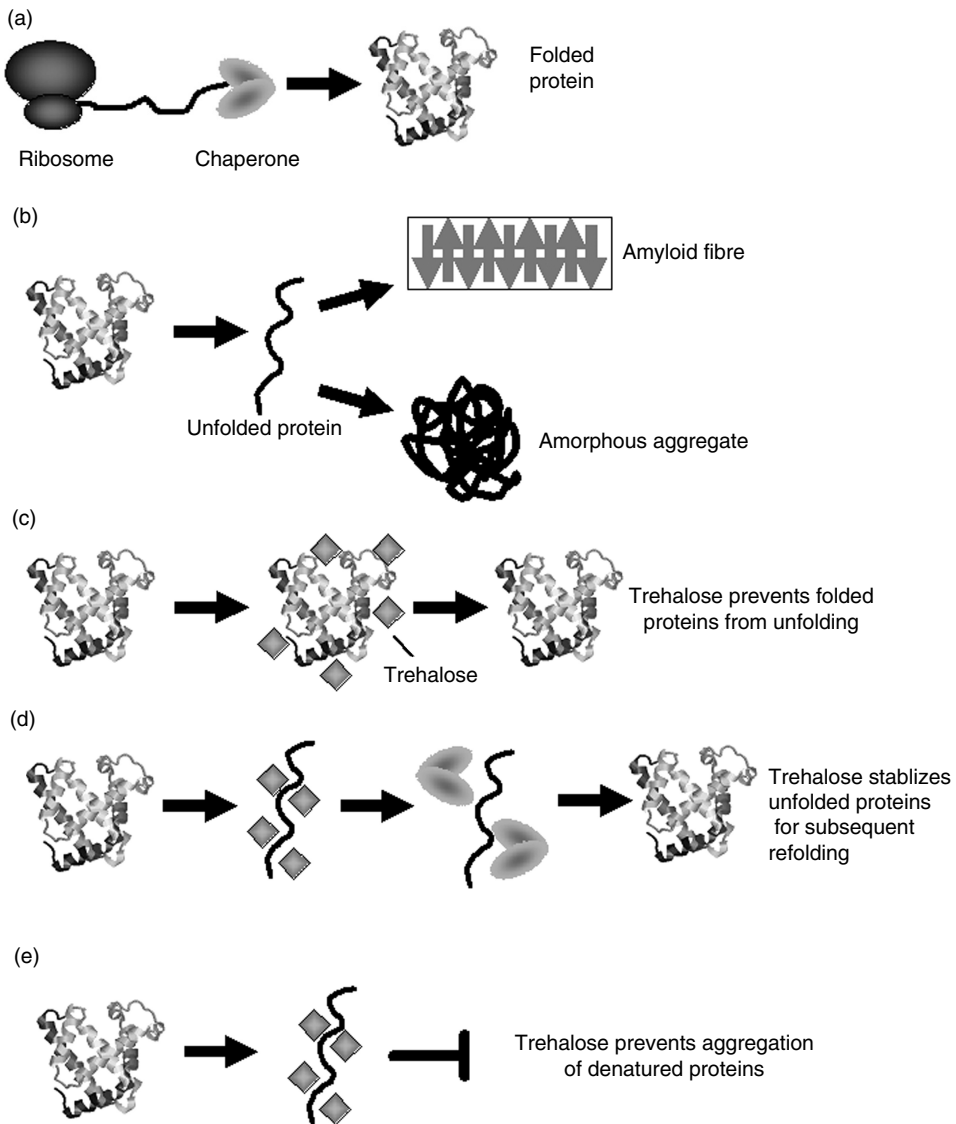 (a)
Folded
protein
Ribosome
Chaperone
(b)
Amyloid fibre
Unfolded protein
Amorphous aggregate
(c)
Trehalose prevents folded
proteins from unfolding
Trehalose
(d)
Trehalose stablizes
unfolded proteins
for subsequent
refolding
(e)
Trehalose prevents aggregation
of denatured proteins